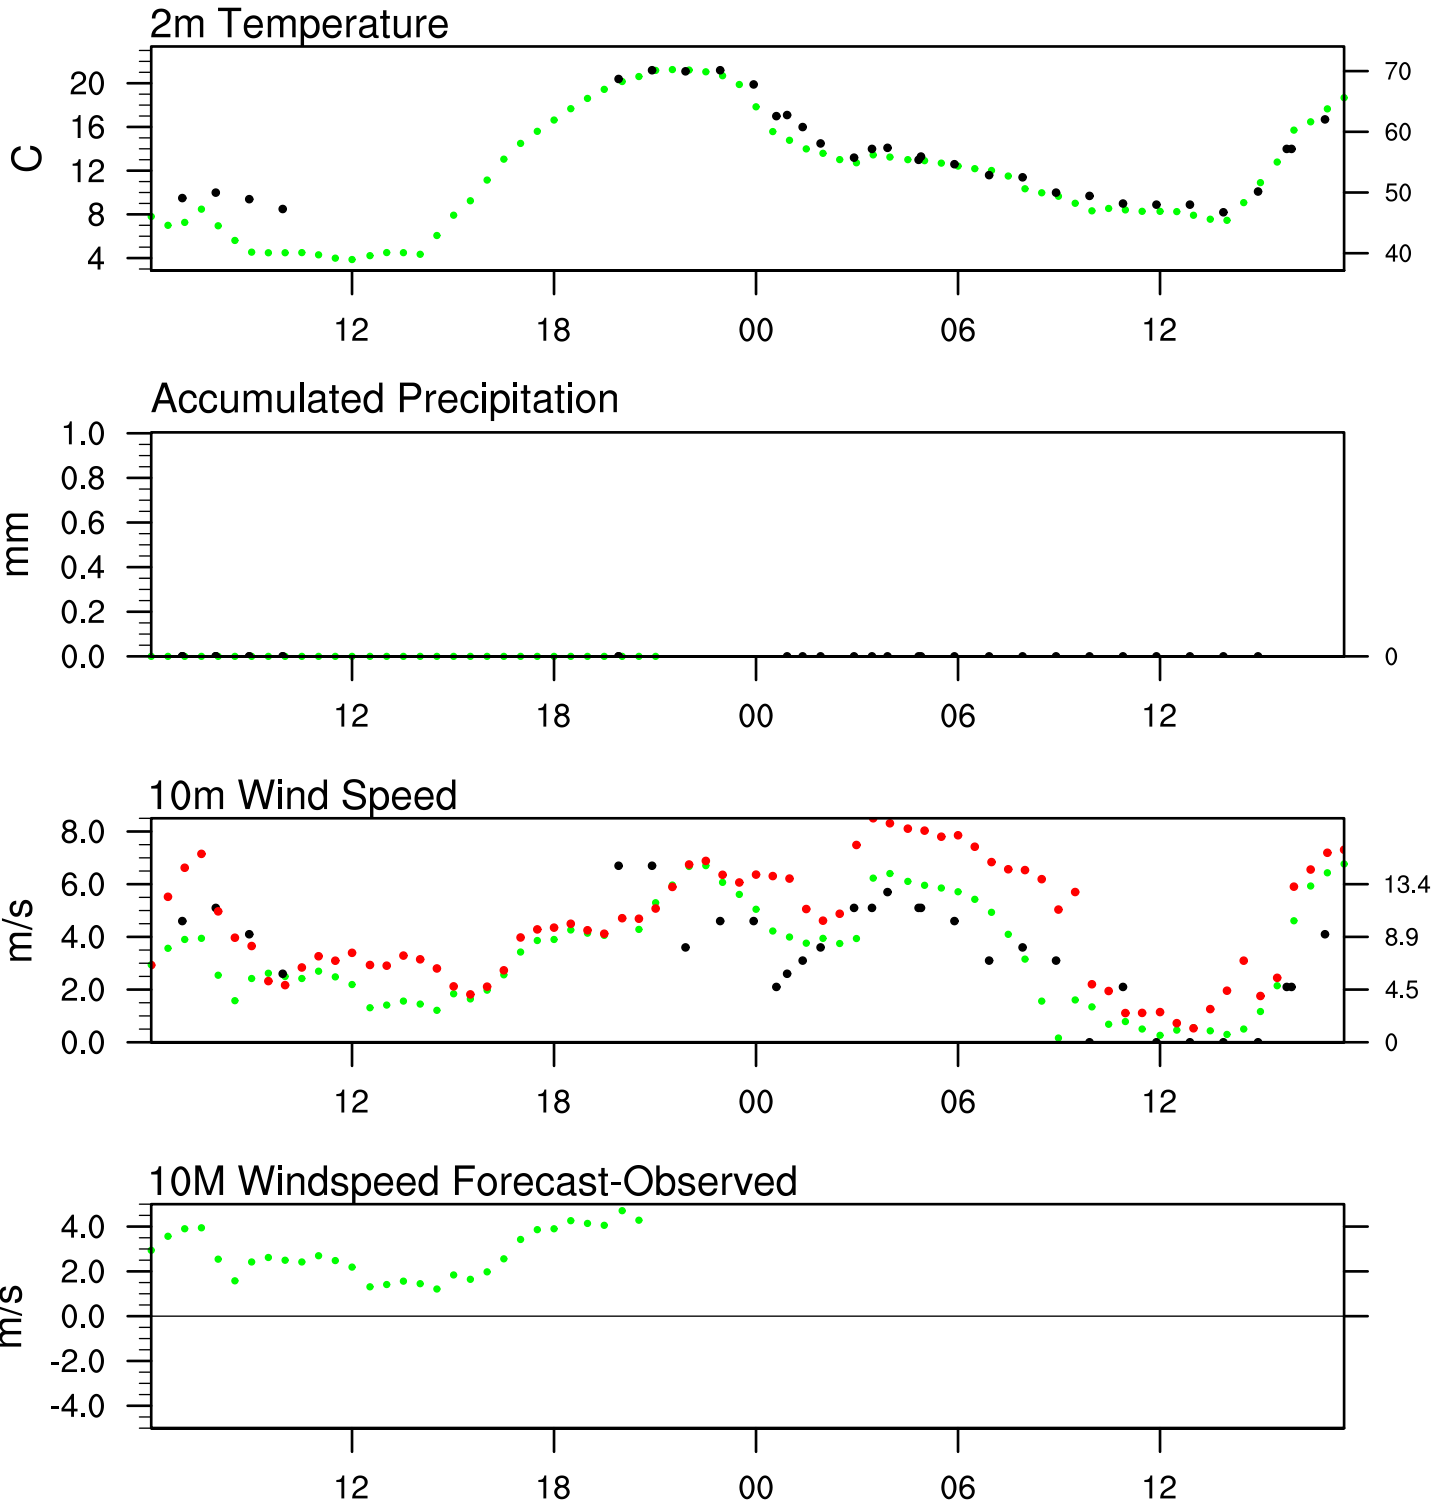 2m Temperature
20
16
12
8
4
C
70
60
50
40
12 18 00 06 12
Accumulated Precipitation
1.0
0.8
0.6
0.4
0.2
0.0
mm
0
12 18 00 06 12
10m Wind Speed
8.0
6.0
4.0
2.0
0.0
m/s
13.4
8.9
4.5
0
12 18 00 06 12
10M Windspeed Forecast-Observed
4.0
2.0
0.0
-2.0
-4.0
m/s
12 18 00 06 12